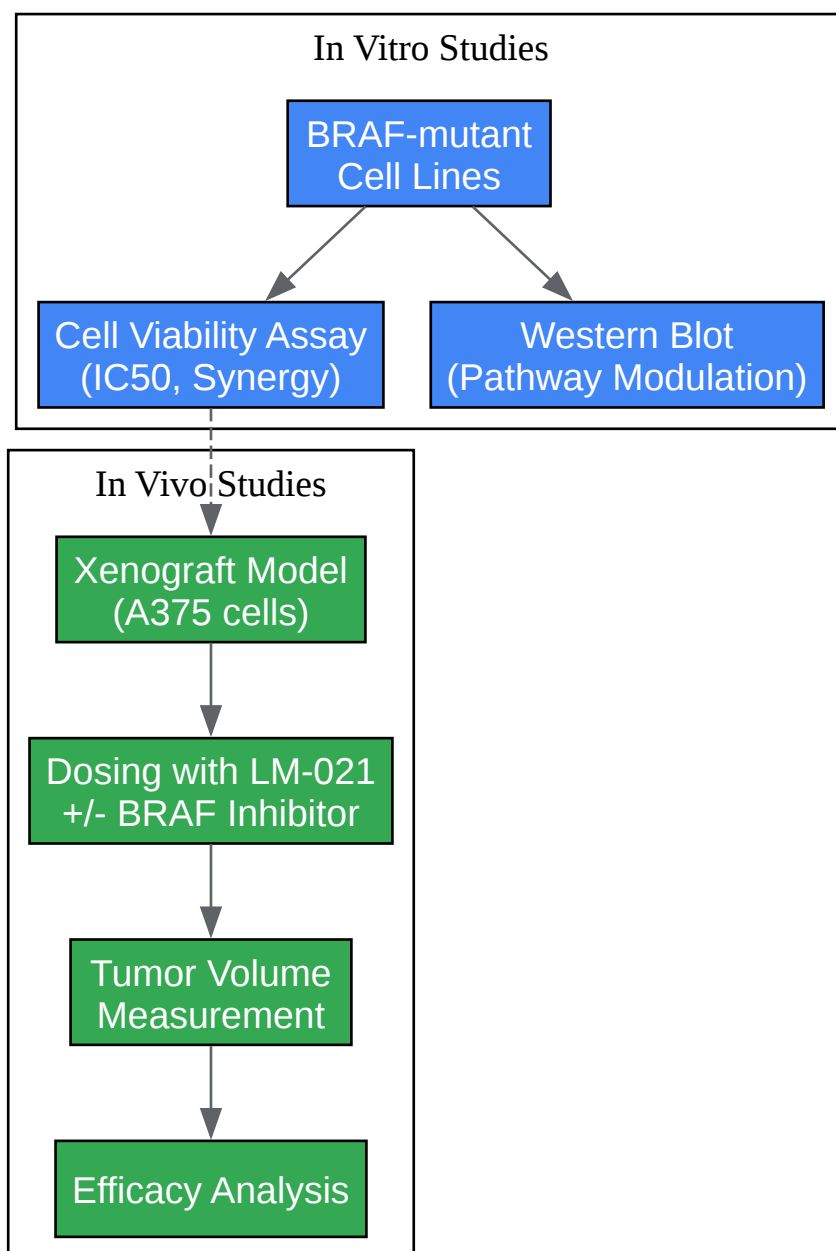 In Vitro Studies
BRAF-mutant
Cell Lines
Cell Viability Assay
(IC50, Synergy)
Western Blot
(Pathway Modulation)
In Vivo Studies
Xenograft Model
(A375 cells)
Dosing with LM-021
+/- BRAF Inhibitor
Tumor Volume
Measurement
Efficacy Analysis